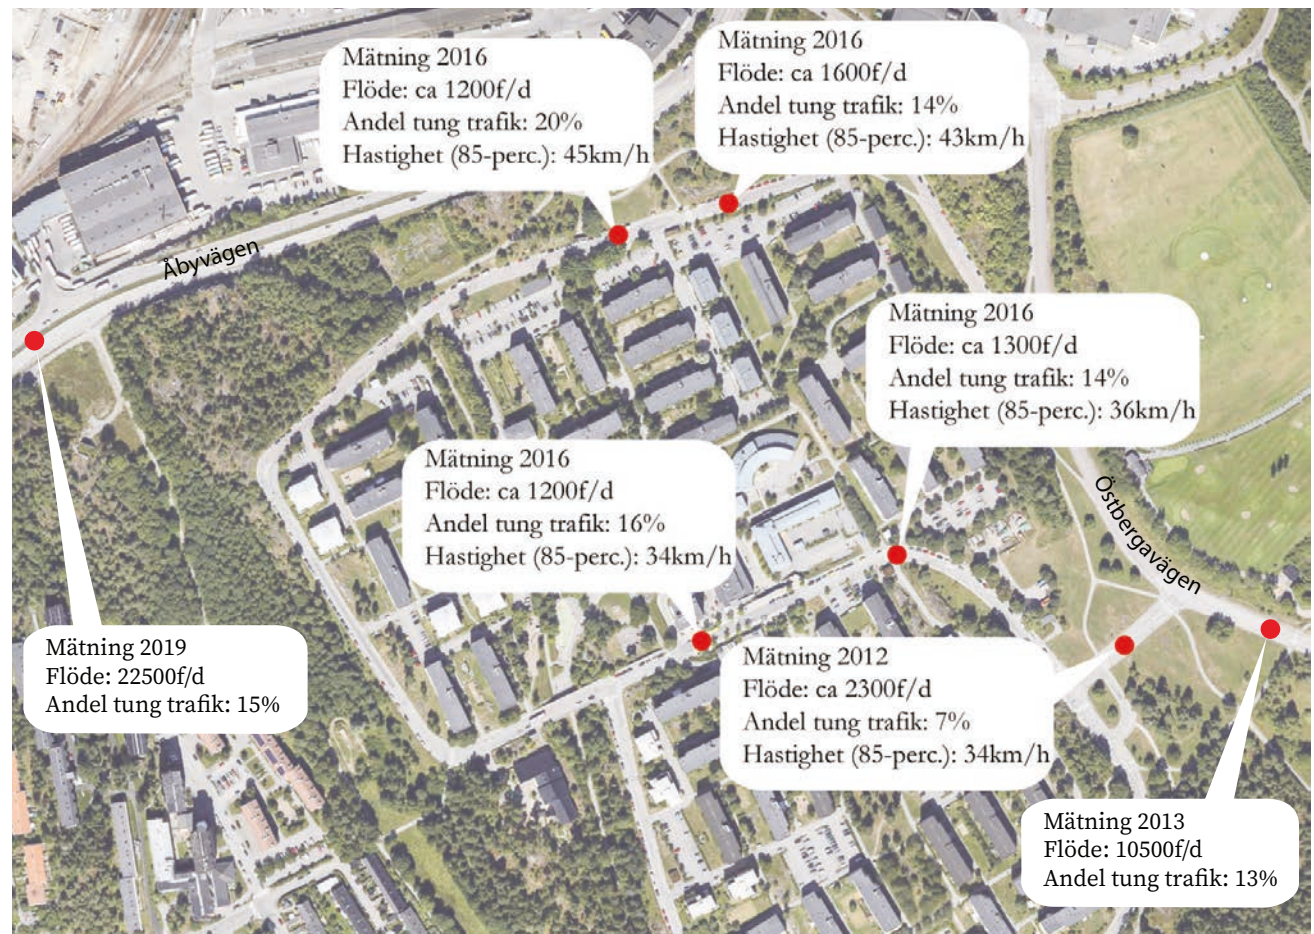 Mätning 2016
Flöde: ca 1200f/d
Andel tung trafik: 20%
Hastighet (85-perc.): 45km/h
Mätning 2016
Flöde: ca 1600f/d
Andel tung trafik: 14%
Hastighet (85-perc.): 43km/h
Åbyvägen
Mätning 2016
Flöde: ca 1300f/d
Andel tung trafik: 14%
Hastighet (85-perc.): 36km/h
Mätning 2016
Flöde: ca 1200f/d
Andel tung trafik: 16%
Hastighet (85-perc.): 34km/h
Östbergavägen
Mätning 2019
Flöde: 22500f/d
Andel tung trafik: 15%
Mätning 2012
Flöde: ca 2300f/d
Andel tung trafik: 7%
Hastighet (85-perc.): 34km/h
Mätning 2013
Flöde: 10500f/d
Andel tung trafik: 13%